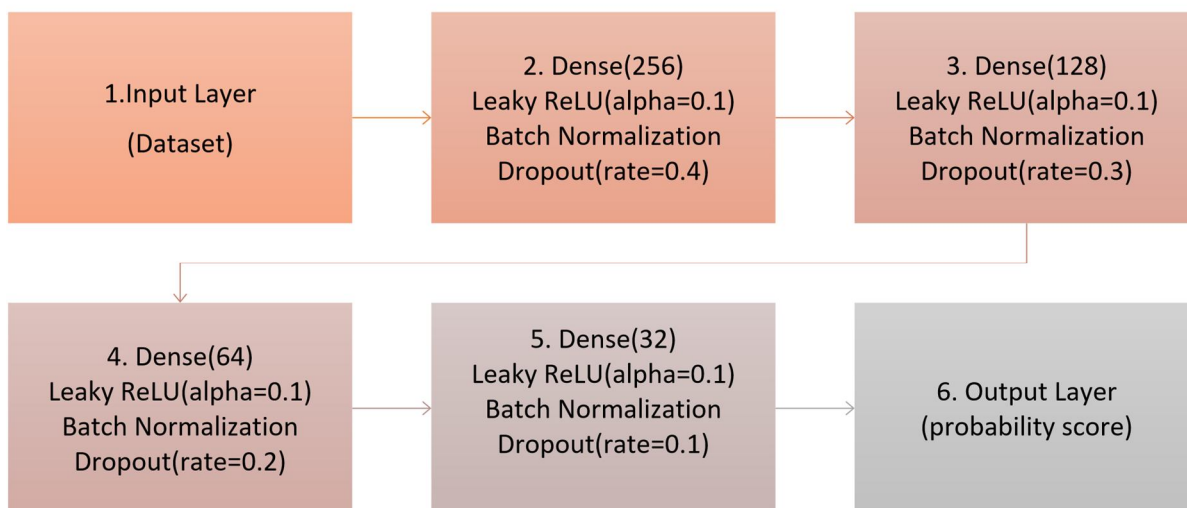 1.Input Layer
(Dataset)
2. Dense(256)
Leaky ReLU(alpha=0.1)
Batch Normalization
Dropout(rate=0.4)
3. Dense(128)
Leaky ReLU(alpha=0.1)
Batch Normalization
Dropout(rate=0.3)
4. Dense(64)
Leaky ReLU(alpha=0.1)
Batch Normalization
Dropout(rate=0.2)
5. Dense(32)
Leaky ReLU(alpha=0.1)
Batch Normalization
Dropout(rate=0.1)
6. Output Layer
(probability score)